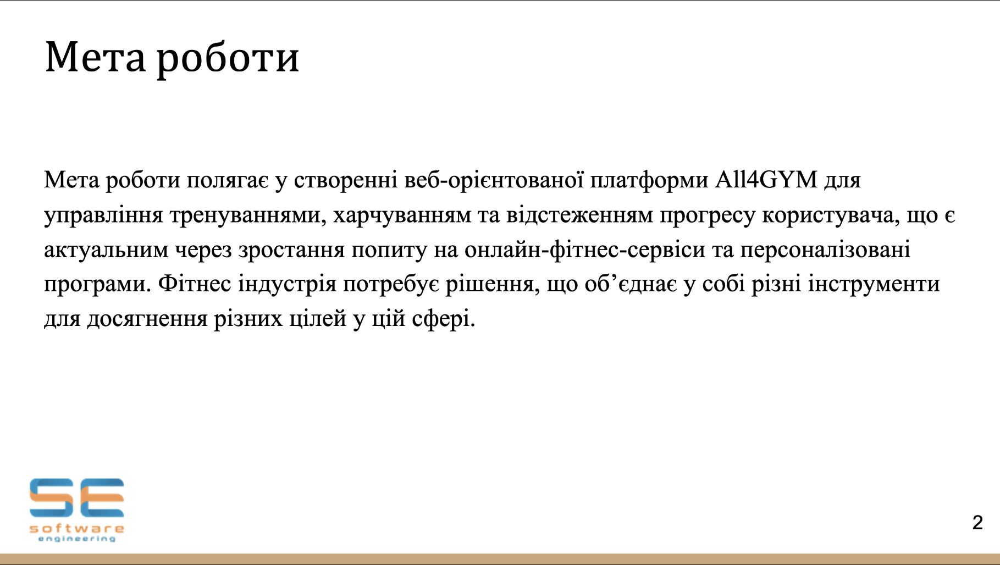 Мета роботи
Мета роботи полягає у створенні веб-орієнтованої платформи All4GYM для
управління тренуваннями, харчуванням та відстеженням прогресу користувача, що є
актуальним через зростання попиту на онлайн-фітнес-сервіси та персоналізовані
програми. Фітнес індустрія потребує рішення, що об’єднає у собі різні інструменти
для досягнення різних цілей у цій сфері.
SE
software
engineering
2